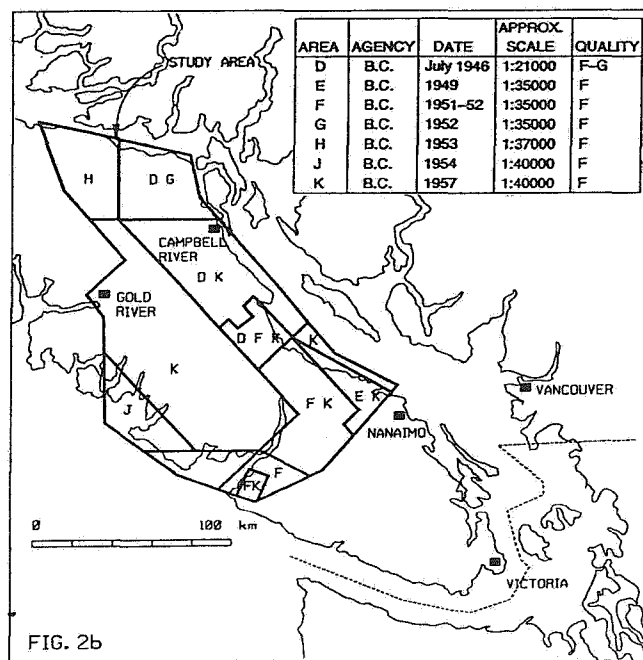 STUDY AREA
APPROX.
AREA AGENCY DATE SCALE QUALITY
D B.C. July 1946 1:21000 F-G
E B.C. 1949 1:35000 F
F B.C. 1951-52 1:35000 F
G B.C. 1952 1:35000 F
H B.C. 1953 1:37000 F
J B.C. 1954 1:40000 F
K B.C. 1957 1:40000 F
H
D G
CAMPBELL
RIVER
D K
GOLD
RIVER
D F K
K
K
F K
E K
VANCOUVER
J
NANAIMO
F
FK
0 100 km
VICTORIA
FIG. 2b